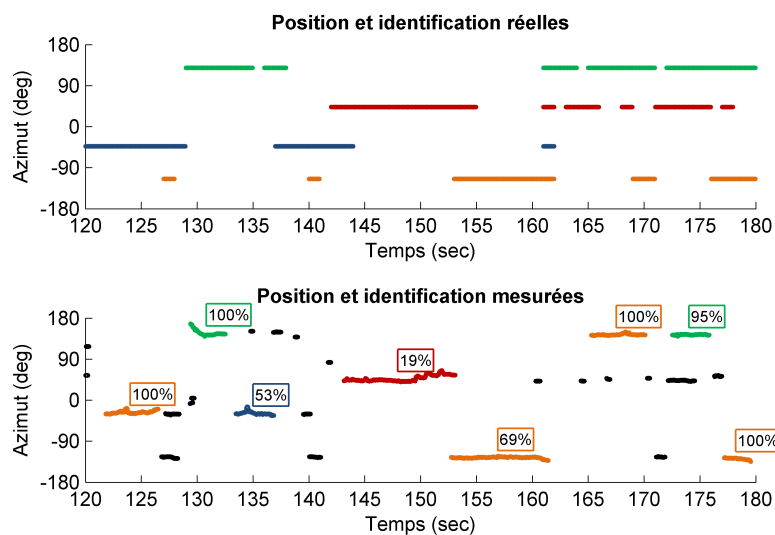 Position et identification réelles
180
90
0
-90
-180
Azimut (deg)
120 125 130 135 140 145 150 155 160 165 170 175 180
Temps (sec)
Position et identification mesurées
180
90
0
-90
-180
Azimut (deg)
100%
100%
53%
19%
69%
100%
95%
100%
120 125 130 135 140 145 150 155 160 165 170 175 180
Temps (sec)